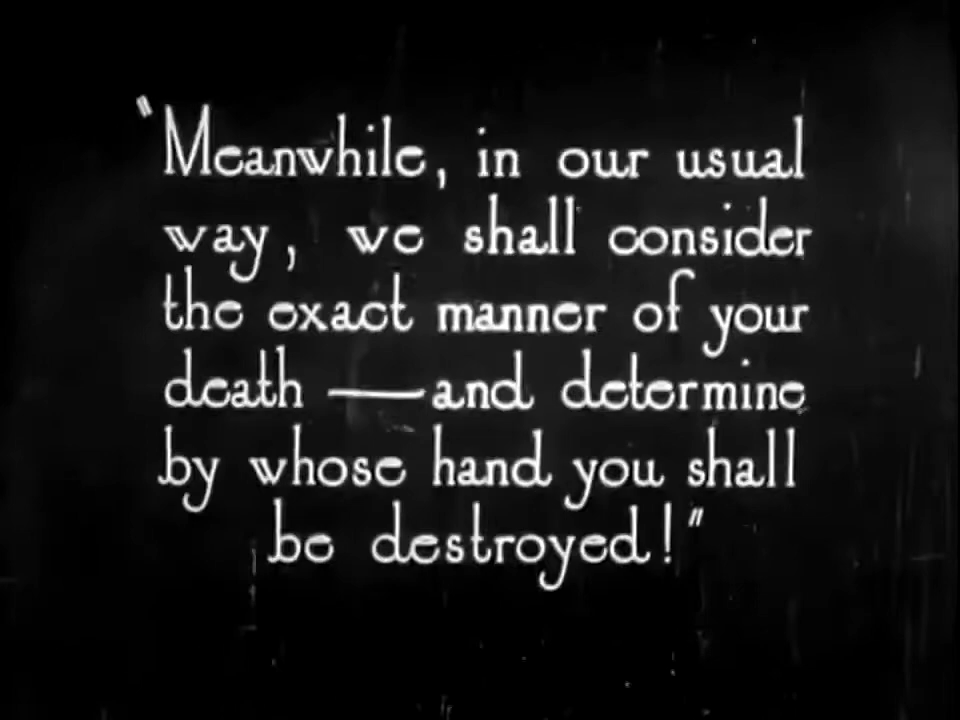 "Meanwhile, in our usual
way, we shall consider
the exact manner of your
death —and determine
by whose hand you shall
be destroyed!"